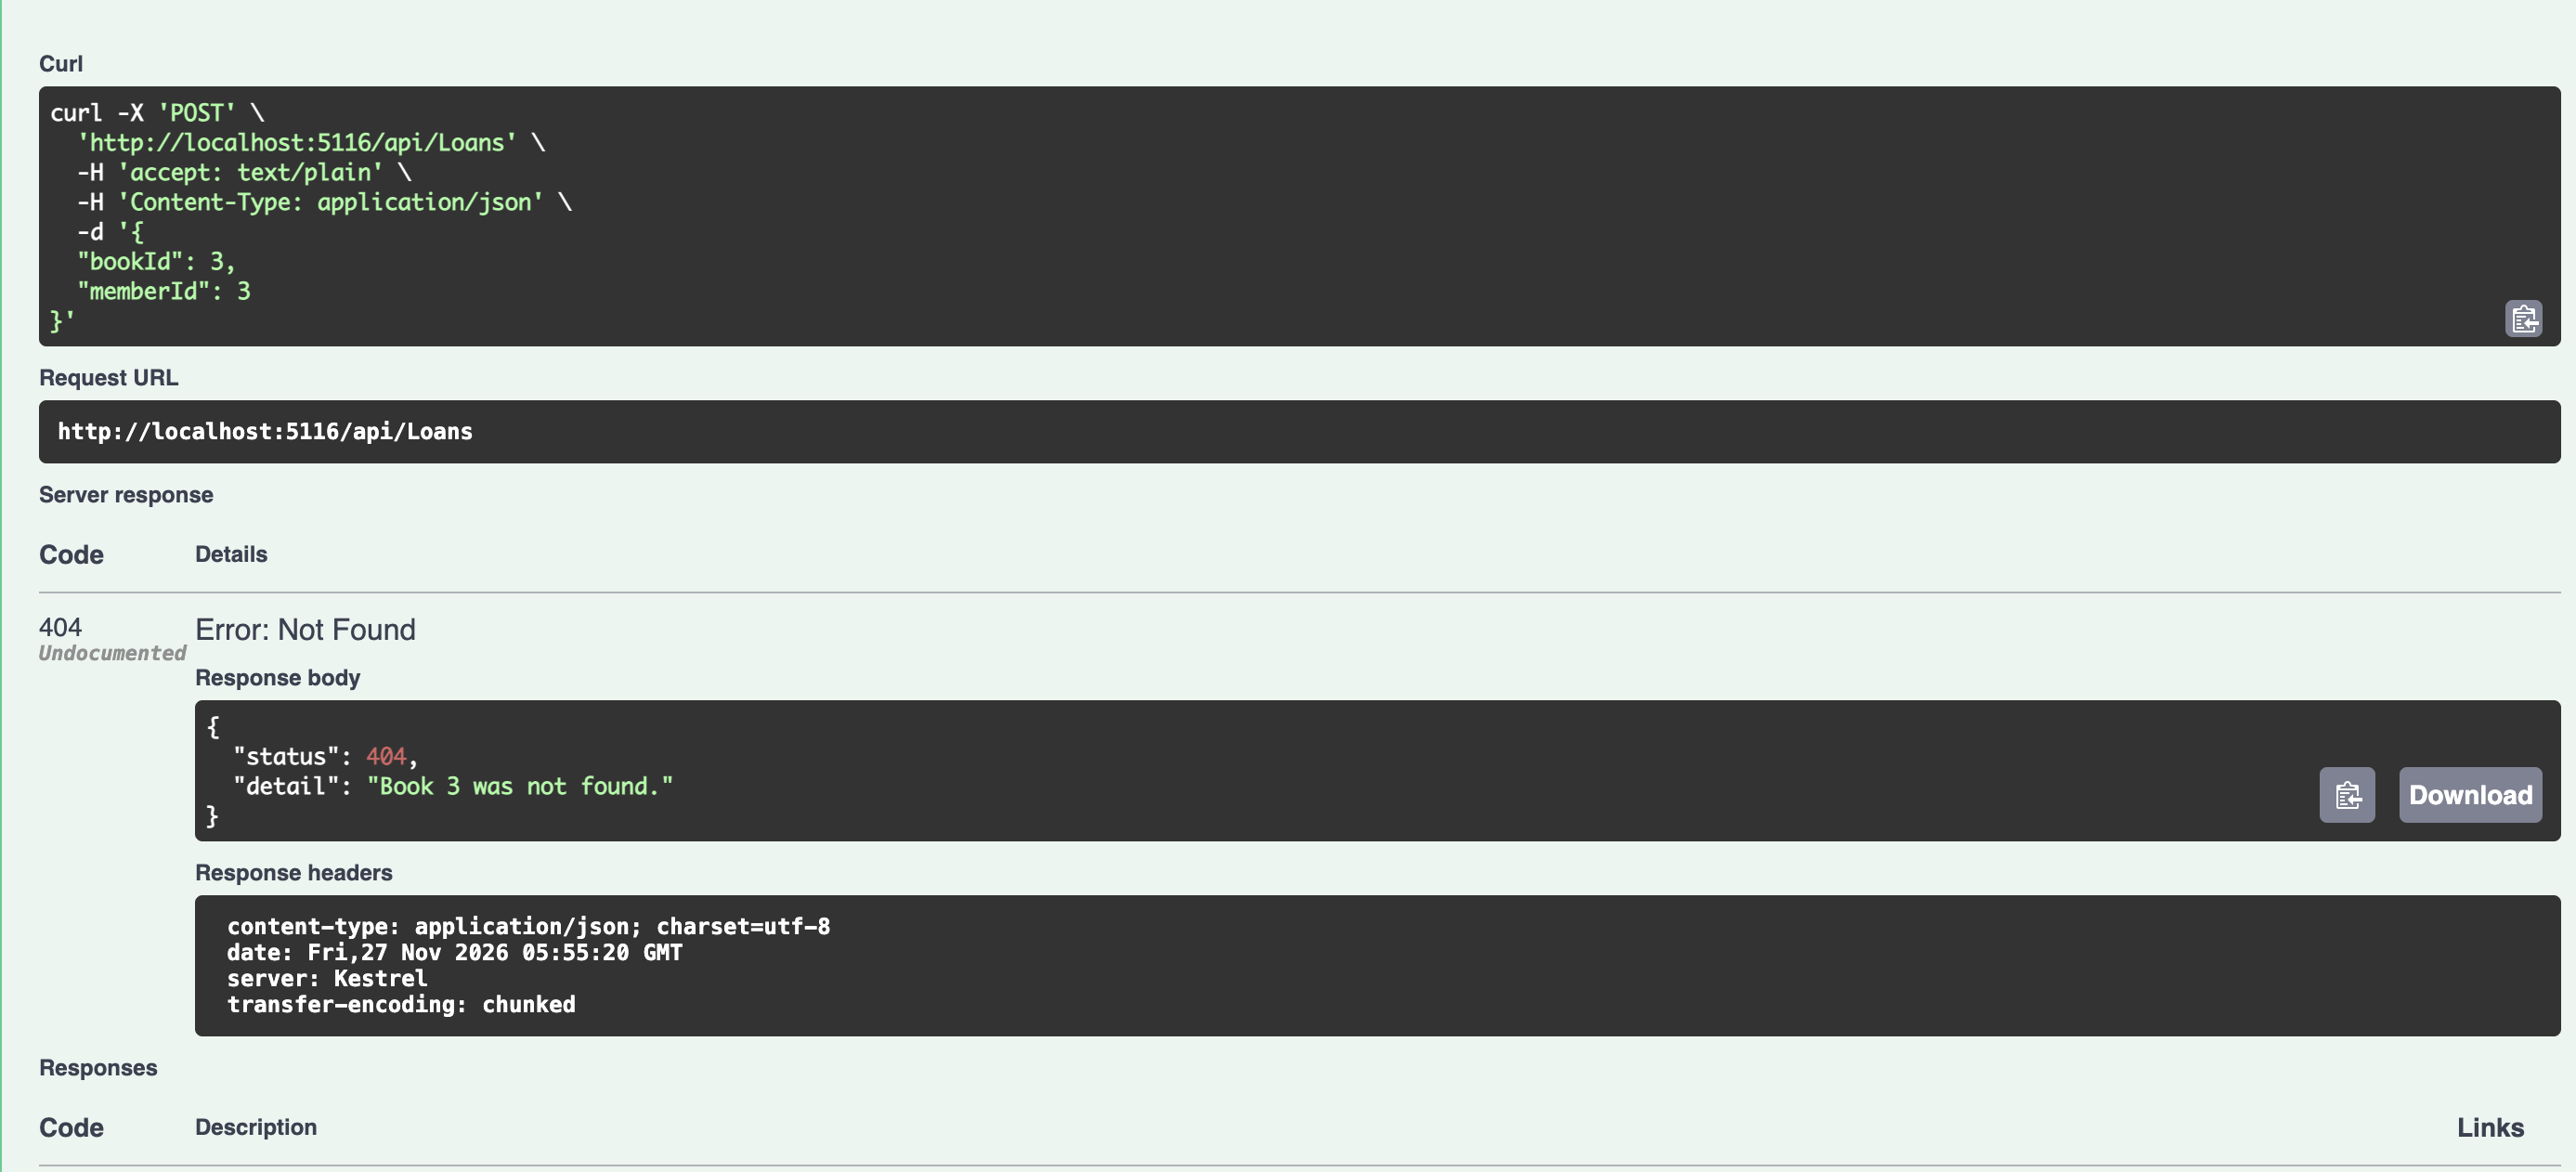 Curl
curl -X 'POST' \
  'http://localhost:5116/api/Loans' \
  -H 'accept: text/plain' \
  -H 'Content-Type: application/json' \
  -d '{
  "bookId": 3,
  "memberId": 3
}'
Request URL
http://localhost:5116/api/Loans
Server response
Code Details
404 Error: Not Found
Undocumented
Response body
{
  "status": 404,
  "detail": "Book 3 was not found."
}
Download
Response headers
content-type: application/json; charset=utf-8
date: Fri,27 Nov 2026 05:55:20 GMT
server: Kestrel
transfer-encoding: chunked
Responses
Code Description Links